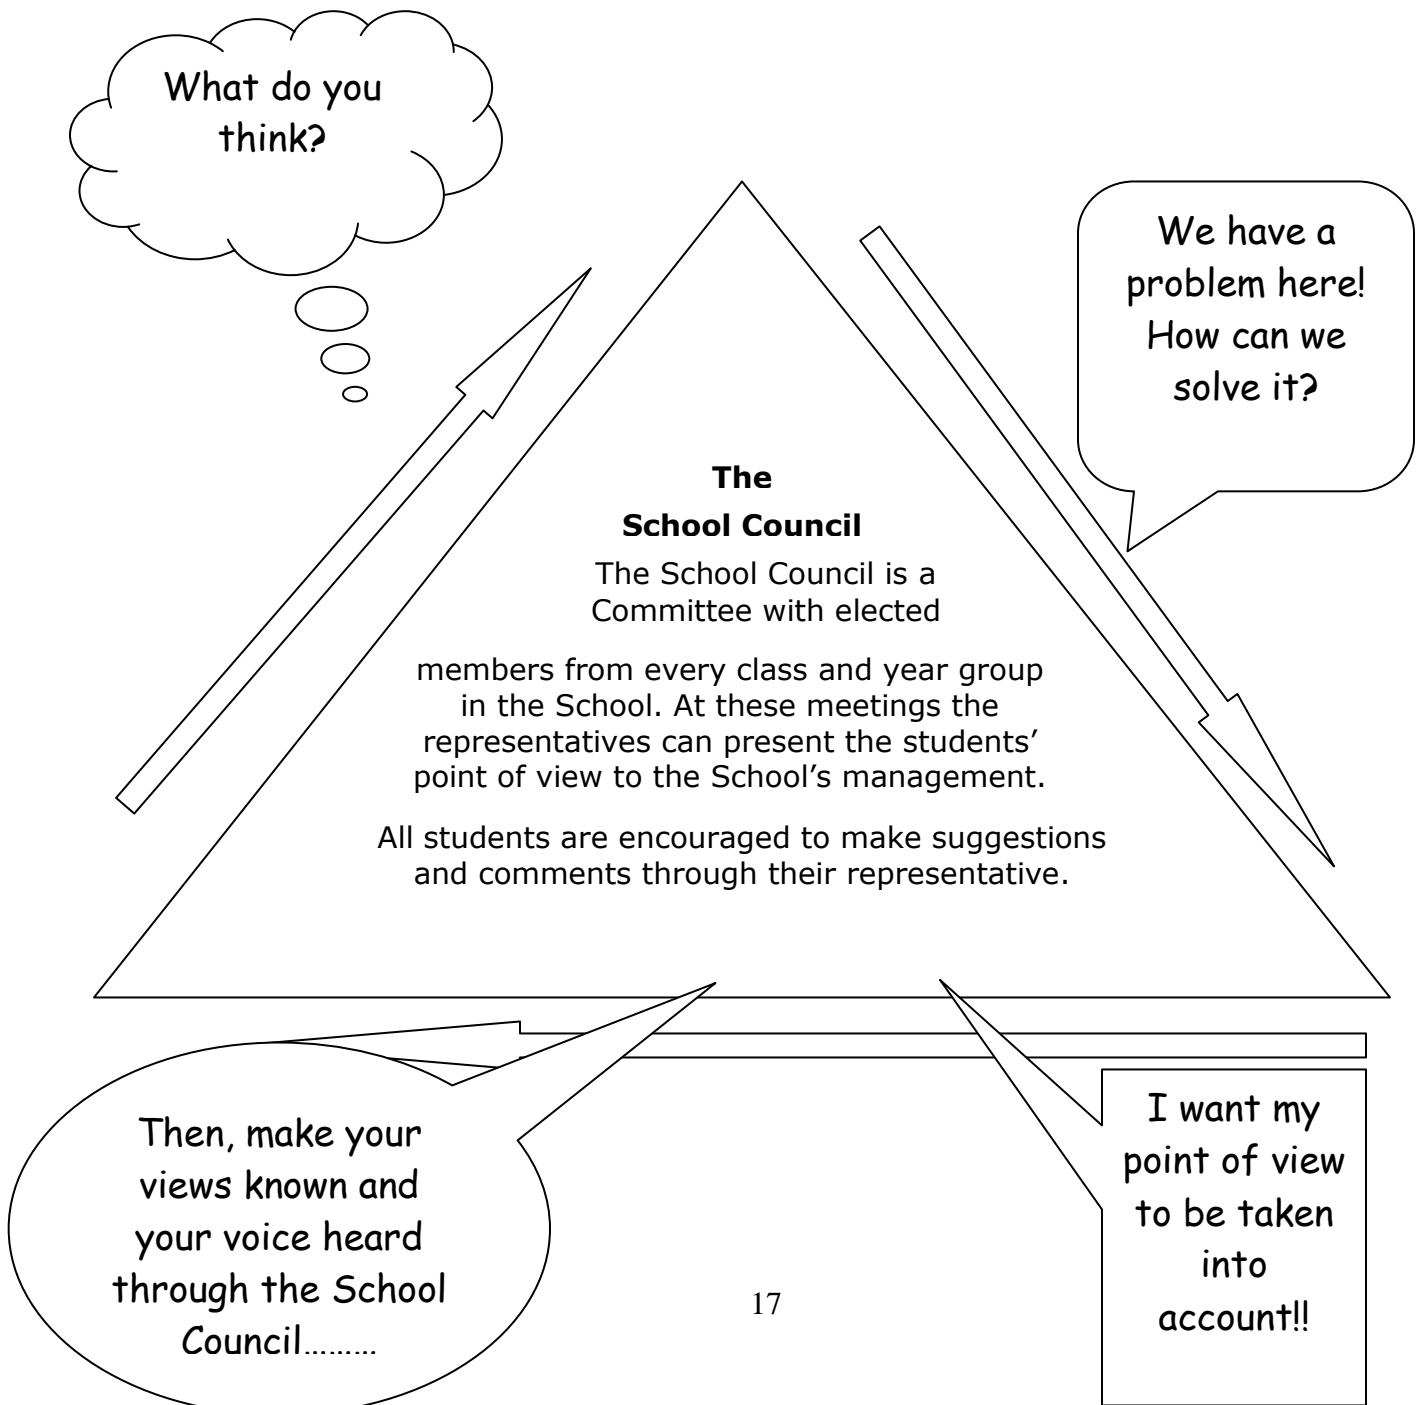 What do you
think?
We have a
problem here!
How can we
solve it?
The
School Council
The School Council is a
Committee with elected
members from every class and year group
in the School. At these meetings the
representatives can present the students’
point of view to the School’s management.
All students are encouraged to make suggestions
and comments through their representative.
Then, make your
views known and
your voice heard
through the School
Council.........
I want my
point of view
to be taken
into
account!!
17